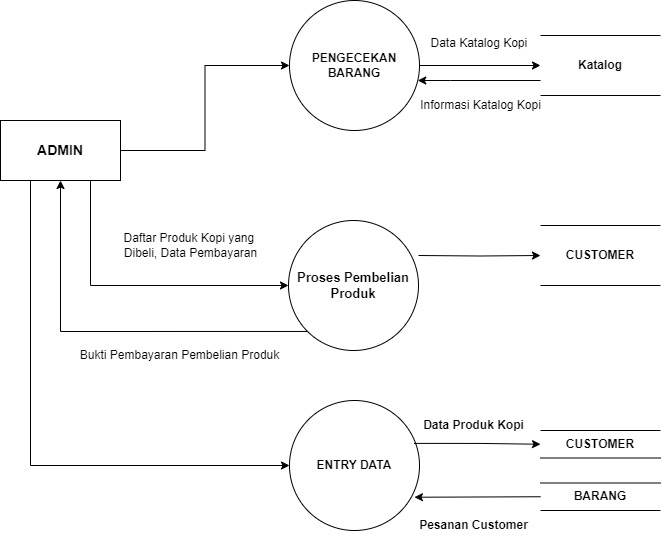 Data Katalog Kopi
PENGECEKAN
BARANG
Katalog
Informasi Katalog Kopi
ADMIN
Daftar Produk Kopi yang
Dibeli, Data Pembayaran
Proses Pembelian
Produk
CUSTOMER
Bukti Pembayaran Pembelian Produk
Data Produk Kopi
CUSTOMER
ENTRY DATA
BARANG
Pesanan Customer